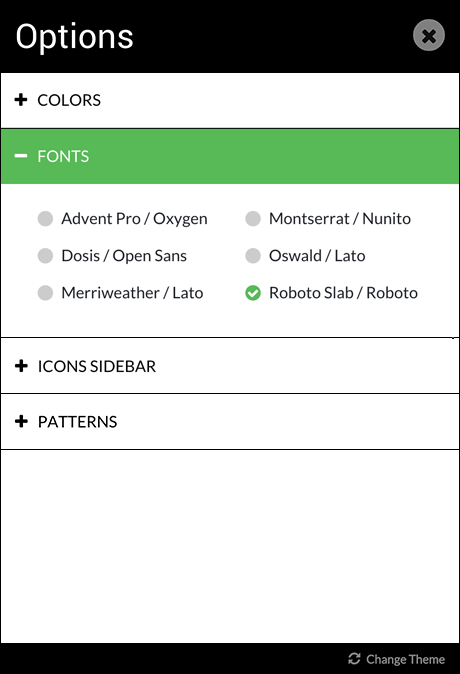 Options
COLORS
FONTS
Advent Pro / Oxygen
Montserrat / Nunito
Dosis / Open Sans
Oswald / Lato
Merriweather / Lato
Roboto Slab / Roboto
ICONS SIDEBAR
PATTERNS
Change Theme